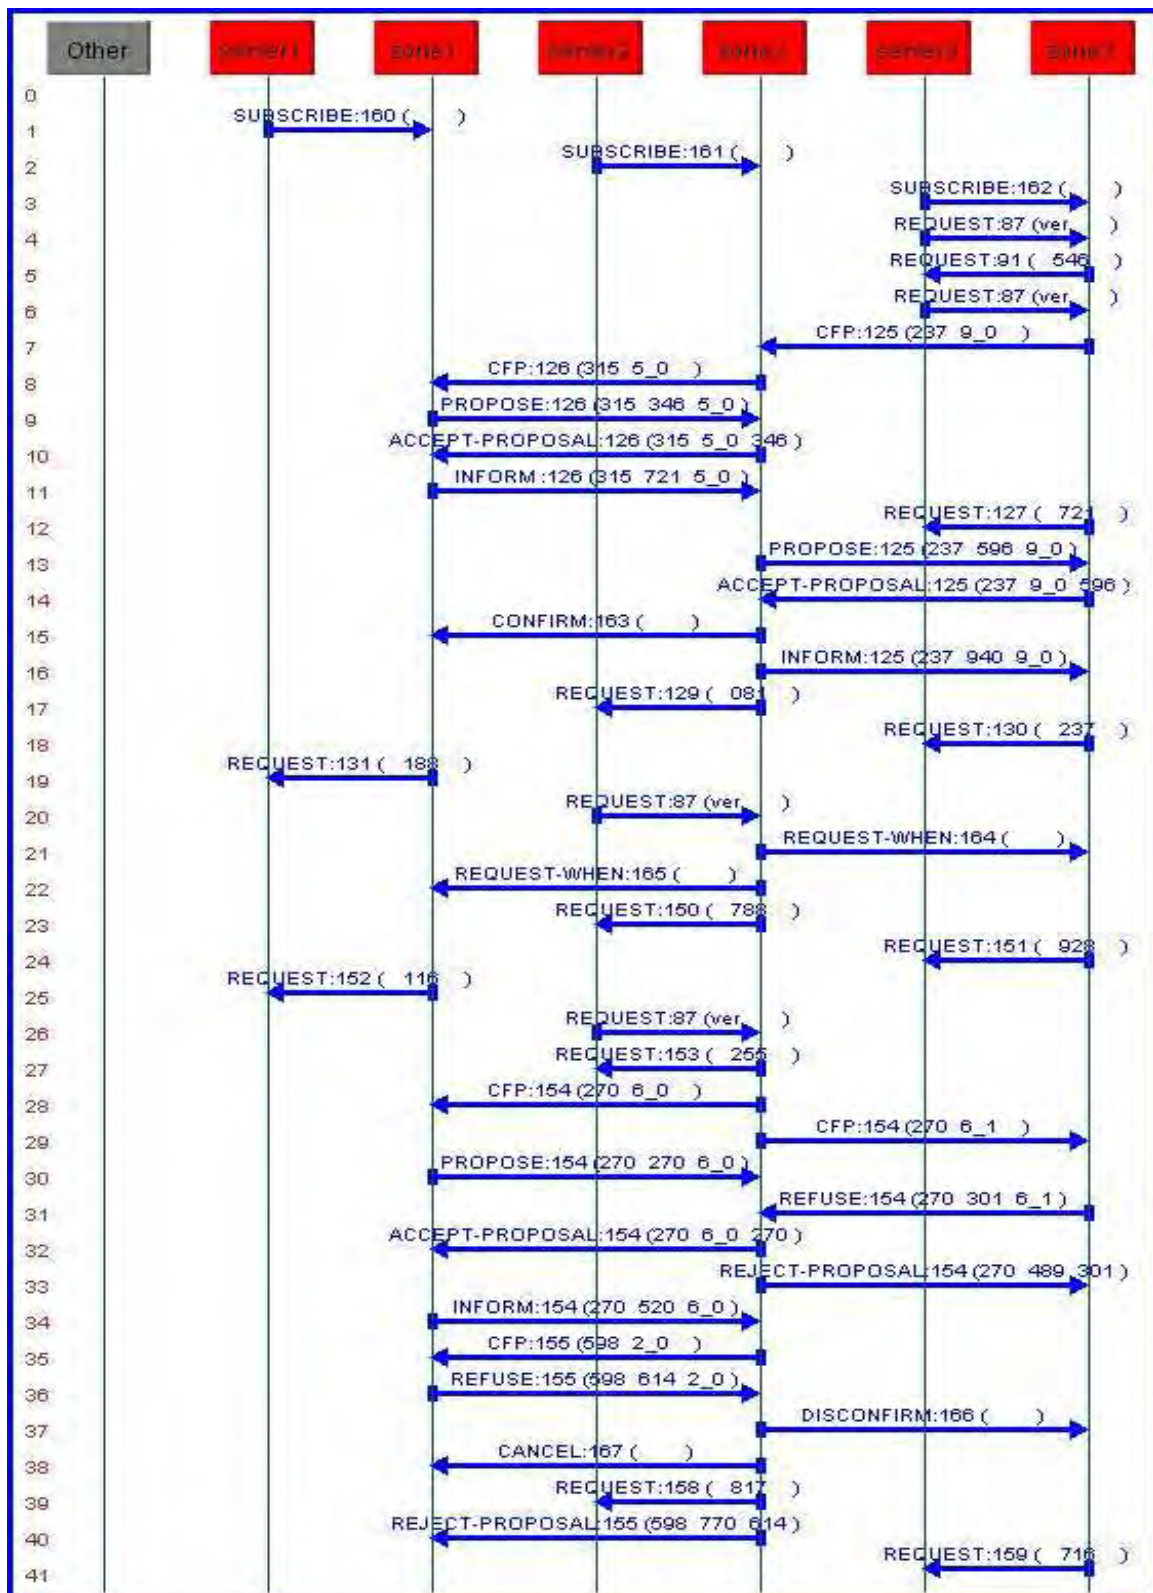 Other
0
1 SUBSCRIBE:160 ( )
2 SUBSCRIBE:161 ( )
3 SUBSCRIBE:162 ( )
4 REQUEST:87 (ver )
5 REQUEST:91 ( 546 )
6 REQUEST:87 (ver )
7 CFP:125 (237 9_0 )
8 CFP:126 (315 5_0 )
9 PROPOSE:126 (315 346 5_0 )
10 ACCEPT-PROPOSAL:126 (315 5_0 346 )
11 INFORM :126 (315 721 5_0 )
12 REQUEST:127 ( 721 )
13 PROPOSE:125 (237 596 9_0 )
14 ACCEPT-PROPOSAL:125 (237 9_0 596 )
15 CONFIRM:163 ( )
16 INFORM:125 (237 940 9_0 )
17 REQUEST:129 ( 081 )
18 REQUEST:130 ( 237 )
19 REQUEST:131 ( 188 )
20 REQUEST:87 (ver )
21 REQUEST-WHEN:164 ( )
22 REQUEST-WHEN:165 ( )
23 REQUEST:150 ( 788 )
24 REQUEST:151 ( 928 )
25 REQUEST:152 ( 116 )
26 REQUEST:87 (ver )
27 REQUEST:153 ( 255 )
28 CFP:154 (270 6_0 )
29 CFP:154 (270 6_1 )
30 PROPOSE:154 (270 270 6_0 )
31 REFUSE:154 (270 301 6_1 )
32 ACCEPT-PROPOSAL:154 (270 6_0 270 )
33 REJECT-PROPOSAL:154 (270 489 301 )
34 INFORM:154 (270 520 6_0 )
35 CFP:155 (598 2_0 )
36 REFUSE:155 (598 614 2_0 )
37 DISCONFIRM:166 ( )
38 CANCEL:167 ( )
39 REQUEST:158 ( 817 )
40 REJECT-PROPOSAL:155 (598 770 614 )
41 REQUEST:159 ( 716 )